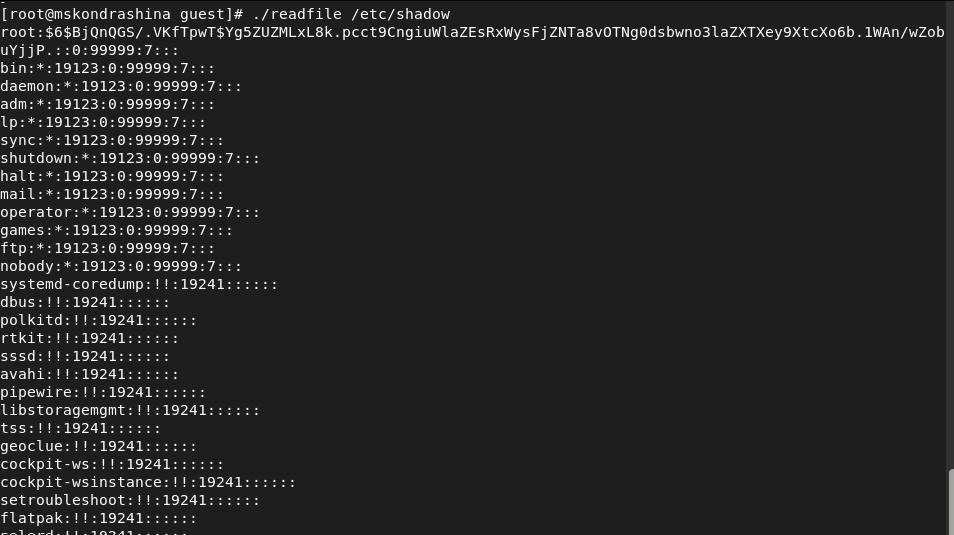 [root@mskondrashina guest]# ./readfile /etc/shadow
root:$6$BjQnQGS/.VKfTpwT$Yg5ZUZMLxL8k.pcct9CngiuWlaZEsRxWysFjZNTa8vOTNg0dsbwno3laZXTXey9XtcXo6b.1WAn/wZob
uYjjP.::0:99999:7:::
bin:*:19123:0:99999:7:::
daemon:*:19123:0:99999:7:::
adm:*:19123:0:99999:7:::
lp:*:19123:0:99999:7:::
sync:*:19123:0:99999:7:::
shutdown:*:19123:0:99999:7:::
halt:*:19123:0:99999:7:::
mail:*:19123:0:99999:7:::
operator:*:19123:0:99999:7:::
games:*:19123:0:99999:7:::
ftp:*:19123:0:99999:7:::
nobody:*:19123:0:99999:7:::
systemd-coredump:!!:19241::::::
dbus:!!:19241::::::
polkitd:!!:19241::::::
rtkit:!!:19241::::::
sssd:!!:19241::::::
avahi:!!:19241::::::
pipewire:!!:19241::::::
libstoragemgmt:!!:19241::::::
tss:!!:19241::::::
geoclue:!!:19241::::::
cockpit-ws:!!:19241::::::
cockpit-wsinstance:!!:19241::::::
setroubleshoot:!!:19241::::::
flatpak:!!:19241::::::